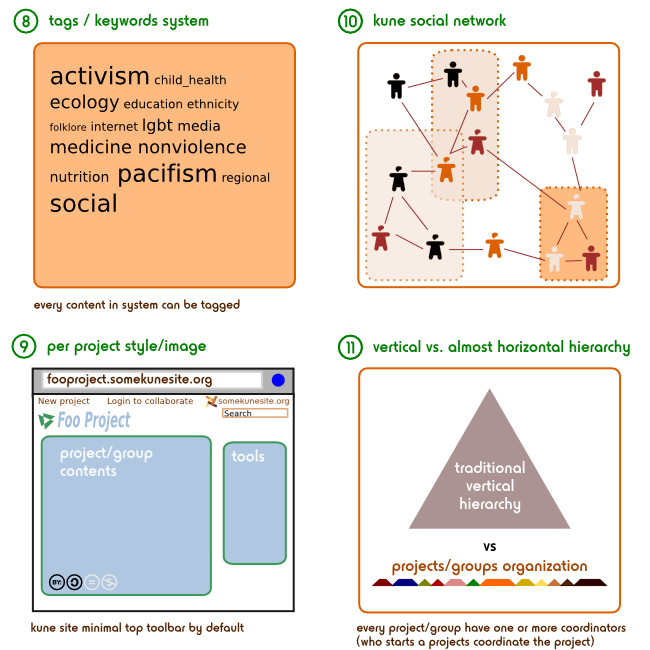 8 tags / keywords system
activism child_health
ecology education ethnicity
folklore internet lgbt media
medicine nonviolence
nutrition pacifism regional
social
every content in system can be tagged
10 kune social network
9 per project style/image
fooproject.somekunesite.org
New project Login to collaborate somekunesite.org
Search
Foo Project
project/group
contents
tools
BY:
kune site minimal top toolbar by default
11 vertical vs. almost horizontal hierarchy
traditional
vertical
hierarchy
vs
projects/groups organization
every project/group have one or more coordinators
(who starts a projects coordinate the project)